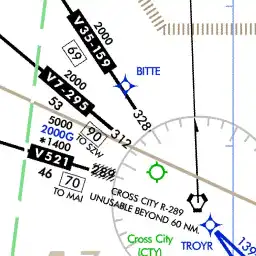 2000
V35-159
69
BITTE
2000
V7-295
328
53
312
5000
90
2000G
TO SZW
*1400
V521
289
46
70
TO MAI
CROSS CITY R-289
UNUSABLE BEYOND 60 NM.
Cross City
(CTY)
TROYR
139